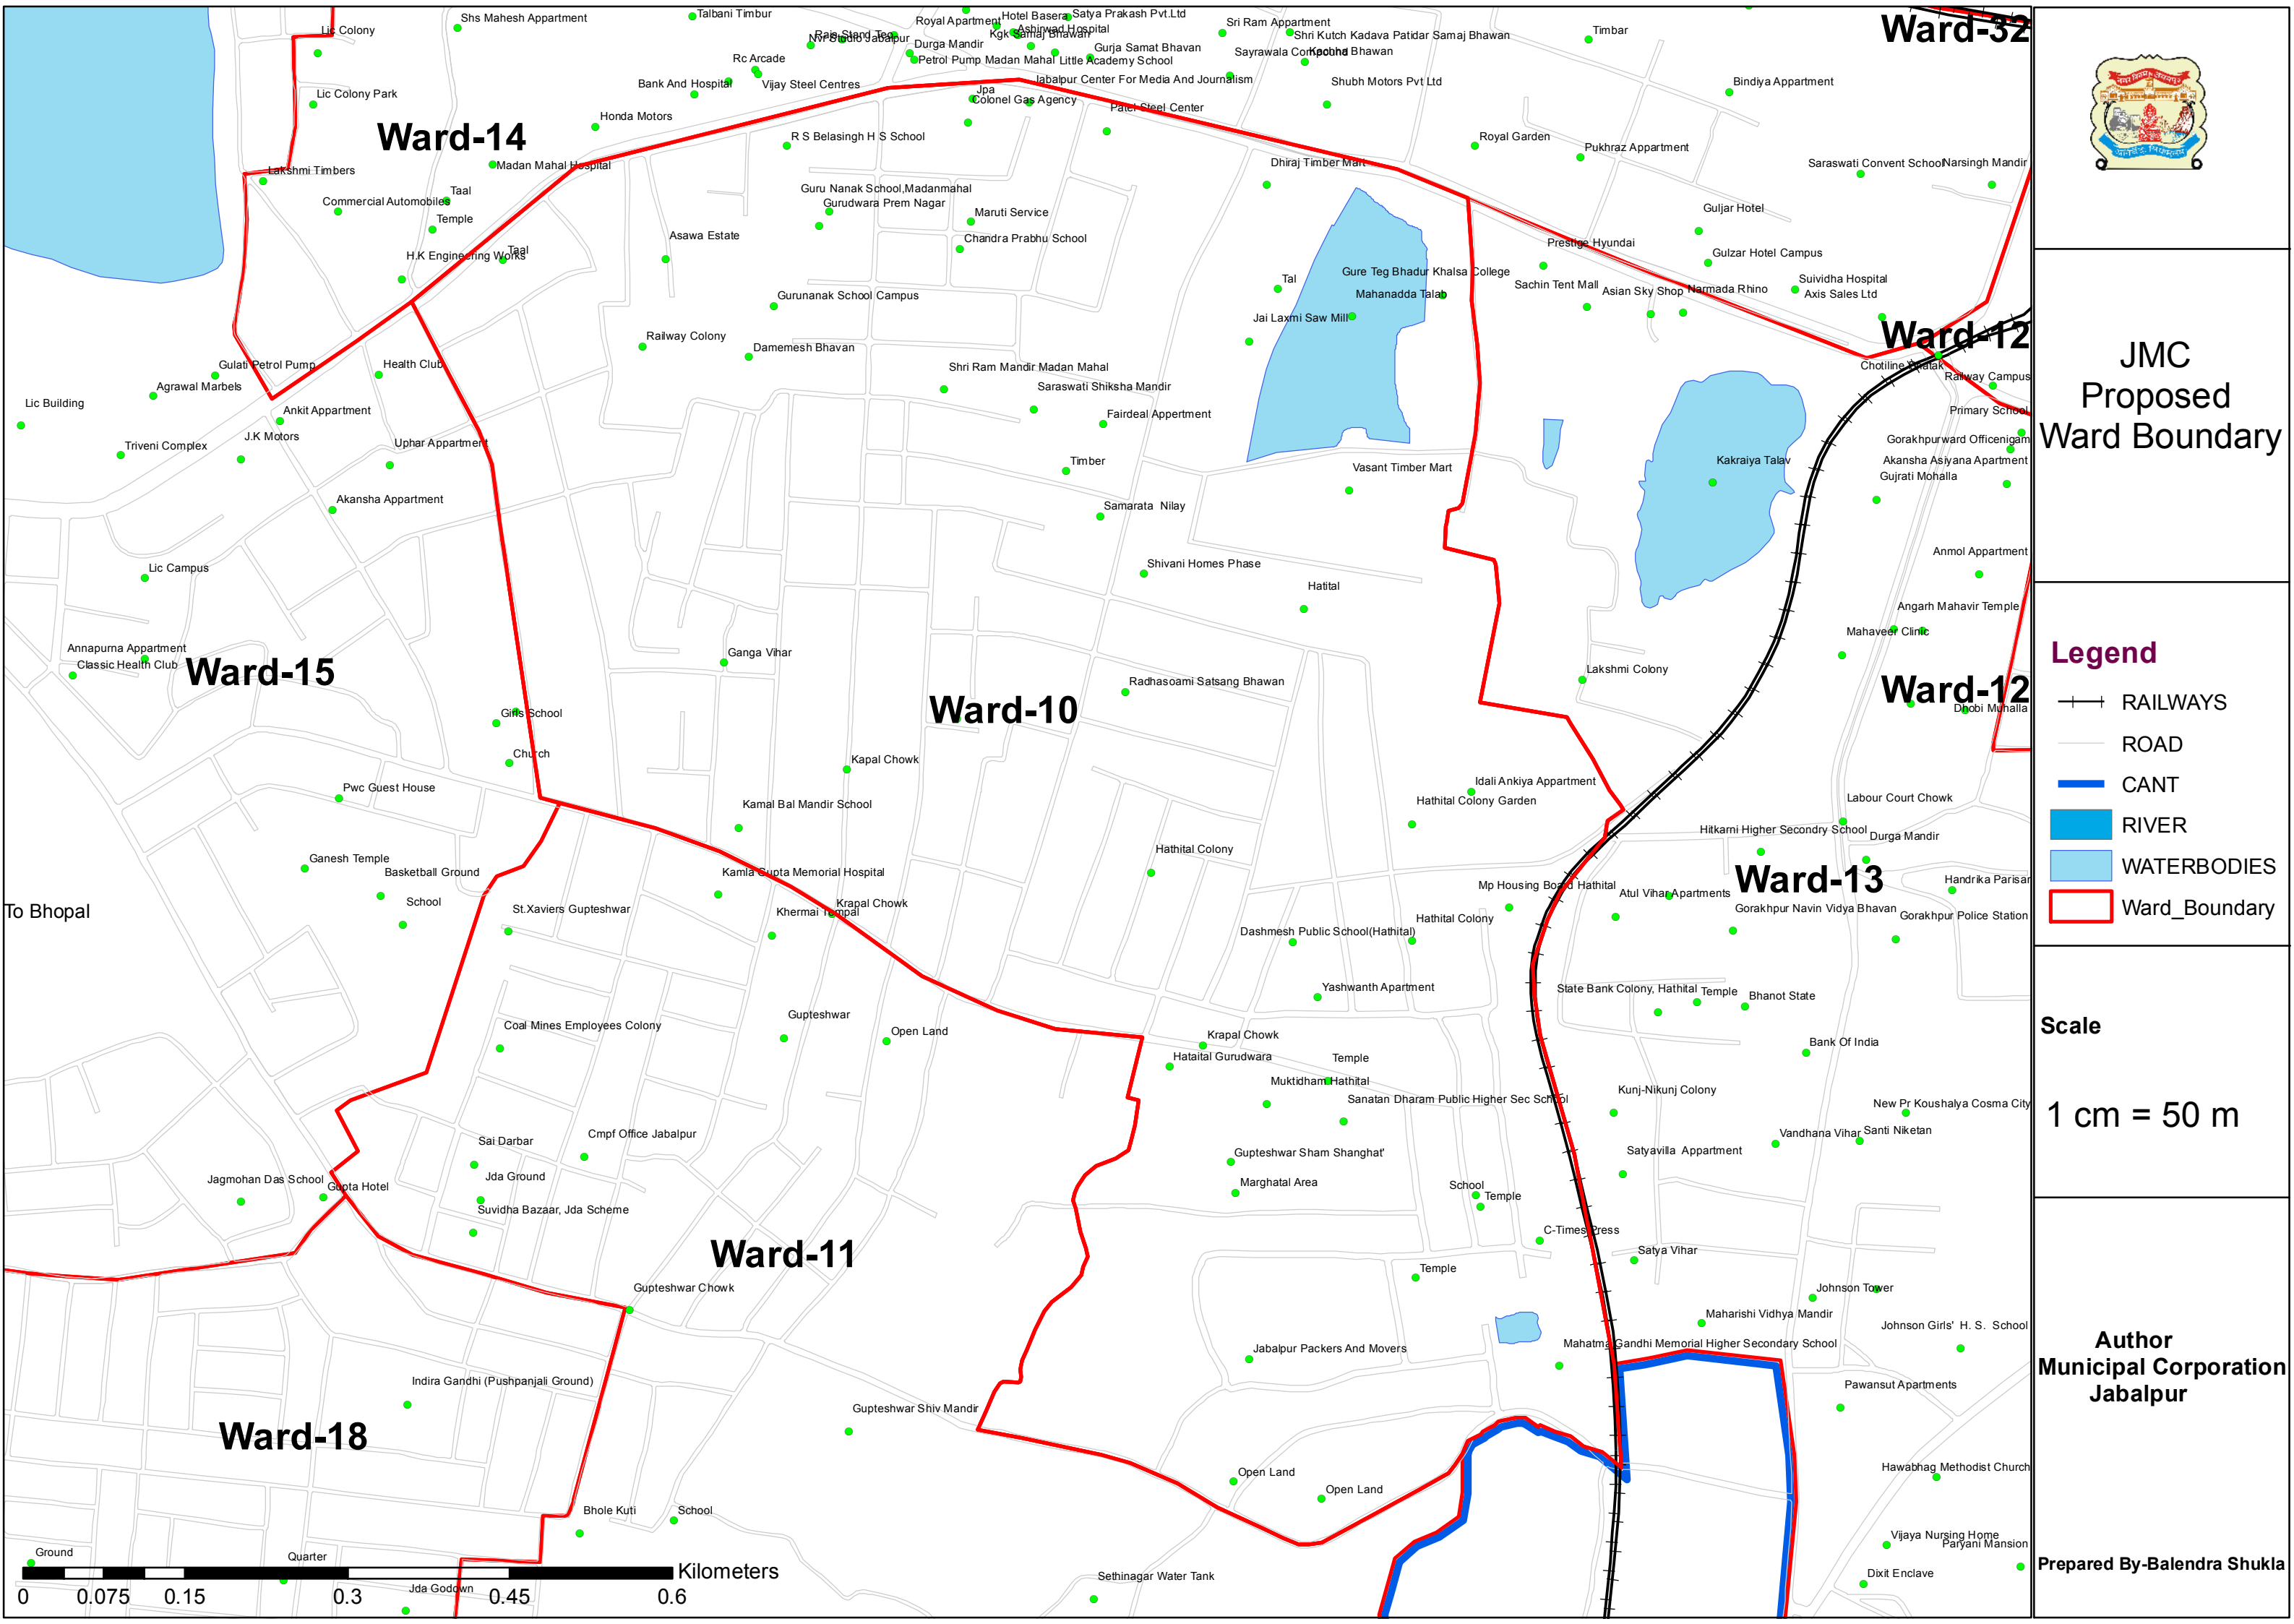 Lic Colony
Shs Mahesh Appartment
Talbani Timbur
Royal Apartment
Hotel Basera
Satya Prakash Pvt.Ltd
Ashirwad Hospital
Kgk Samaj Bhawan
Sri Ram Appartment
Shri Kutch Kadava Patidar Samaj Bhawan
Timbar
Ward-32
Durga Mandir
Gurja Samat Bhavan
Sayrawala Compound
Kachha Bhawan
Rc Arcade
Petrol Pump Madan Mahal
Little Academy School
Bank And Hospital
Vijay Steel Centres
Jabalpur Center For Media And Journalism
Shubh Motors Pvt Ltd
Bindiya Appartment
Lic Colony Park
Jpa
Colonel Gas Agency
Patel Steel Center
Honda Motors
Ward-14
R S Belasingh H S School
Royal Garden
Pukhraz Appartment
Lakshmi Timbers
Madan Mahal Hospital
Dhiraj Timber Mart
Saraswati Convent School
Narsingh Mandir
Commercial Automobiles
Taal
Temple
Guru Nanak School,Madanmahal
Gurudwara Prem Nagar
Maruti Service
Guljar Hotel
Asawa Estate
Chandra Prabhu School
H.K Engineering Works
Taal
Prestige Hyundai
Gulzar Hotel Campus
Tal
Gure Teg Bhadur Khalsa College
Sachin Tent Mall
Asian Sky Shop
Narmada Rhino
Suividha Hospital
Axis Sales Ltd
Gurunanak School Campus
Mahanadda Talab
Jai Laxmi Saw Mill
Railway Colony
Damemesh Bhavan
Ward-12
Gulati Petrol Pump
Health Club
Shri Ram Mandir Madan Mahal
Chotiline Phatak
Railway Campus
Agrawal Marbels
Saraswati Shiksha Mandir
Lic Building
Ankit Appartment
Fairdeal Appertment
Primary School
Triveni Complex
J.K Motors
Uphar Appartment
Gorakhpurward Officenigam
Timber
Vasant Timber Mart
Kakraiya Talav
Akansha Asiyana Apartment
Gujrati Mohalla
Akansha Appartment
Samarata Nilay
Anmol Appartment
Lic Campus
Shivani Homes Phase
Hatital
Angarh Mahavir Temple
Mahaveer Clinic
Annapurna Appartment
Classic Health Club
Ward-15
Ganga Vihar
Lakshmi Colony
Radhasoami Satsang Bhawan
Ward-10
Ward-12
Dhobi Muhalla
Girls School
Church
Kapal Chowk
Pwc Guest House
Idali Ankiya Appartment
Kamal Bal Mandir School
Hathital Colony Garden
Labour Court Chowk
Hitkarni Higher Secondry School
Durga Mandir
Ganesh Temple
Hathital Colony
Basketball Ground
Kamla Gupta Memorial Hospital
Ward-13
Mp Housing Board Hathital
Atul Vihar Apartments
Handrika Parisar
To Bhopal
School
St.Xaviers Gupteshwar
Khermai Tempal
Krapal Chowk
Hathital Colony
Gorakhpur Navin Vidya Bhavan
Gorakhpur Police Station
Dashmesh Public School(Hathital)
Yashwanth Apartment
State Bank Colony, Hathital
Temple
Bhanot State
Coal Mines Employees Colony
Gupteshwar
Open Land
Krapal Chowk
Hataital Gurudwara
Temple
Bank Of India
Muktidham Hathital
Sanatan Dharam Public Higher Sec School
Kunj-Nikunj Colony
New Pr Koushalya Cosma City
Sai Darbar
Cmpf Office Jabalpur
Gupteshwar Sham Shanghat'
Satyavilla Appartment
Vandhana Vihar
Santi Niketan
Jagmohan Das School
Gupta Hotel
Jda Ground
Marghatal Area
School
Temple
Suvidha Bazaar, Jda Scheme
C-Times Press
Ward-11
Temple
Satya Vihar
Gupteshwar Chowk
Johnson Tower
Maharishi Vidhya Mandir
Jabalpur Packers And Movers
Mahatma Gandhi Memorial Higher Secondary School
Johnson Girls' H. S. School
Indira Gandhi (Pushpanjali Ground)
Pawansut Apartments
Ward-18
Gupteshwar Shiv Mandir
Open Land
Open Land
Hawabhag Methodist Church
Bhole Kuti
School
Ground
Quarter
Vijaya Nursing Home
Paryani Mansion
Sethinagar Water Tank
Dixit Enclave
Jda Godown
Kilometers
0 0.075 0.15 0.3 0.45 0.6
JMC
Proposed
Ward Boundary
Legend
RAILWAYS
ROAD
CANT
RIVER
WATERBODIES
Ward_Boundary
Scale
1 cm = 50 m
Author
Municipal Corporation
Jabalpur
Prepared By-Balendra Shukla